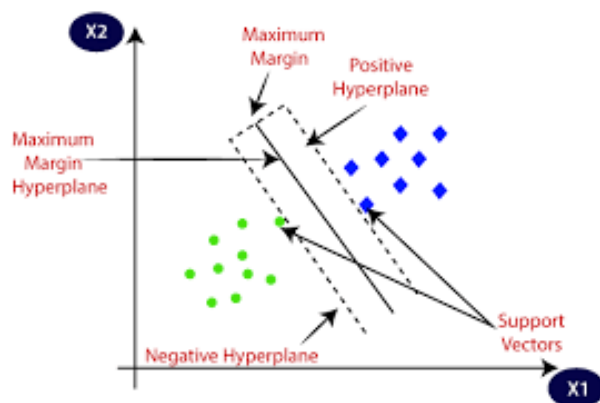 X2
Maximum
Margin
Positive
Hyperplane
Maximum
Margin
Hyperplane
Support
Vectors
Negative Hyperplane
X1